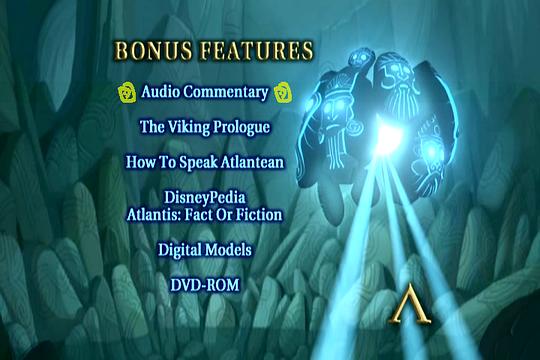 BONUS FEATURES
Audio Commentary
The Viking Prologue
How To Speak Atlantean
DisneyPedia
Atlantis: Fact Or Fiction
Digital Models
DVD-ROM